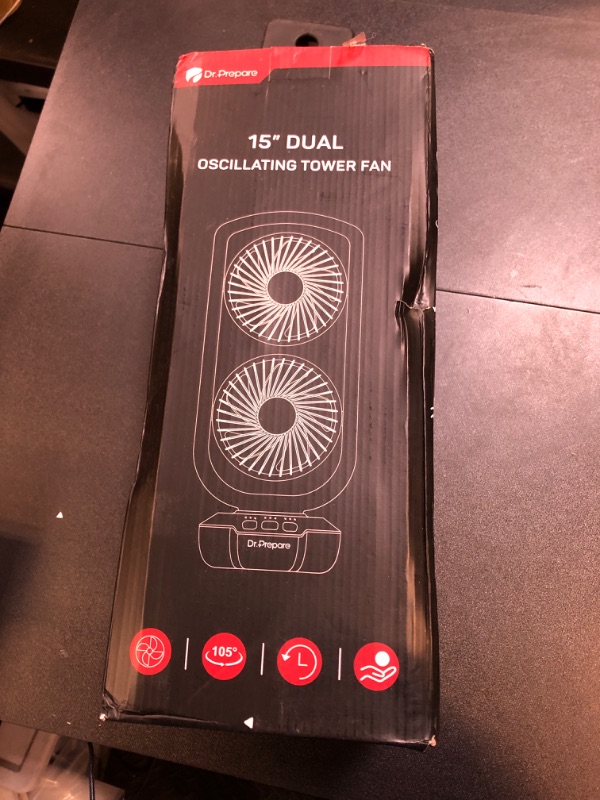 Dr.Prepare
15" DUAL
OSCILLATING TOWER FAN
Dr.Prepare
105°